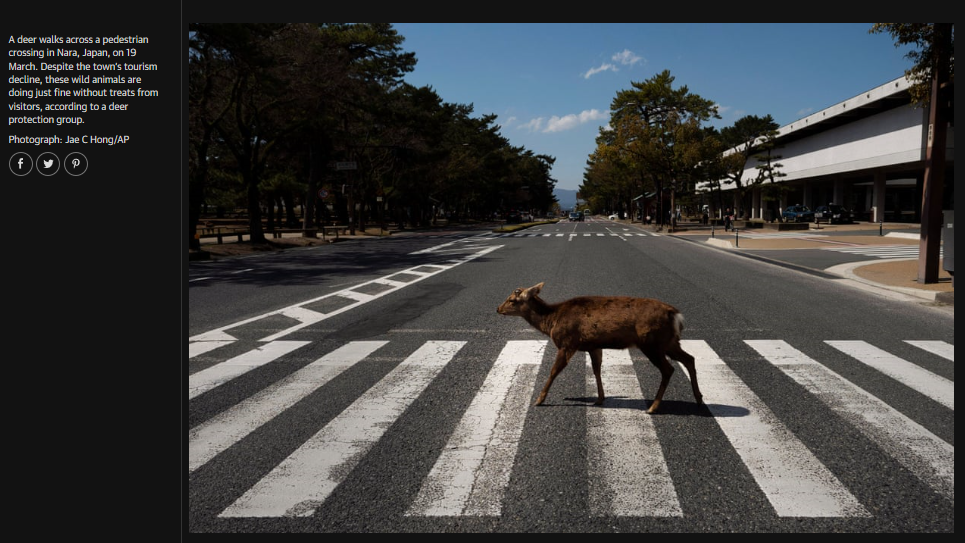 A deer walks across a pedestrian
crossing in Nara, Japan, on 19
March. Despite the town's tourism
decline, these wild animals are
doing just fine without treats from
visitors, according to a deer
protection group.
Photograph: Jae C Hong/AP